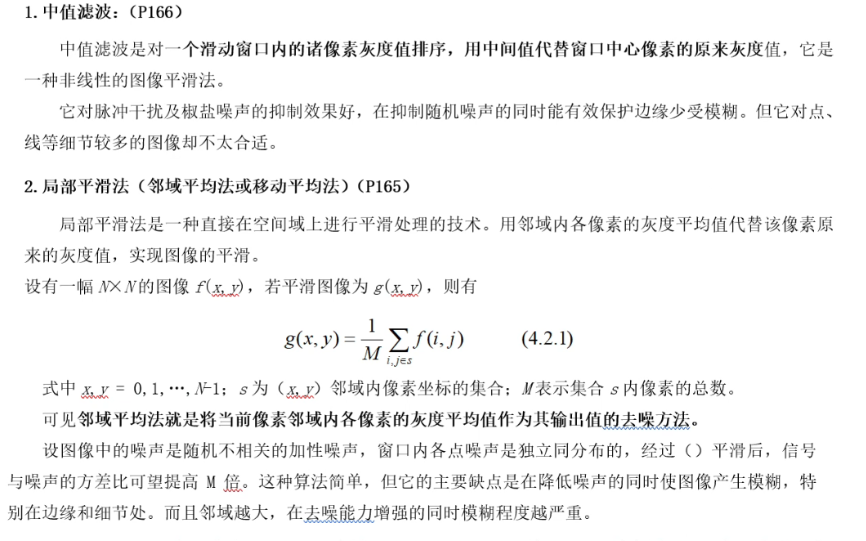 1. 中值滤波：（P166）
中值滤波是对一个滑动窗口内的诸像素灰度值排序，用中间值代替窗口中心像素的原来灰度值，它是
一种非线性的图像平滑法。
它对脉冲干扰及椒盐噪声的抑制效果好，在抑制随机噪声的同时能有效保护边缘少受模糊。但它对点、
线等细节较多的图像却不太合适。
2. 局部平滑法（邻域平均法或移动平均法）（P165）
局部平滑法是一种直接在空间域上进行平滑处理的技术。用邻域内各像素的灰度平均值代替该像素原
来的灰度值，实现图像的平滑。
设有一幅 N×N 的图像 f(x, y)，若平滑图像为 g(x, y)，则有
g(x, y) = 1/M ∑ i,j∈s f(i, j) (4.2.1)
式中 x, y = 0,1,…,N-1；s 为（x, y）邻域内像素坐标的集合；M 表示集合 s 内像素的总数。
可见邻域平均法就是将当前像素邻域内各像素的灰度平均值作为其输出值的去噪方法。
设图像中的噪声是随机不相关的加性噪声，窗口内各点噪声是独立同分布的，经过（）平滑后，信号
与噪声的方差比可望提高 M 倍。这种算法简单，但它的主要缺点是在降低噪声的同时使图像产生模糊，特
别在边缘和细节处。而且邻域越大，在去噪能力增强的同时模糊程度越严重。